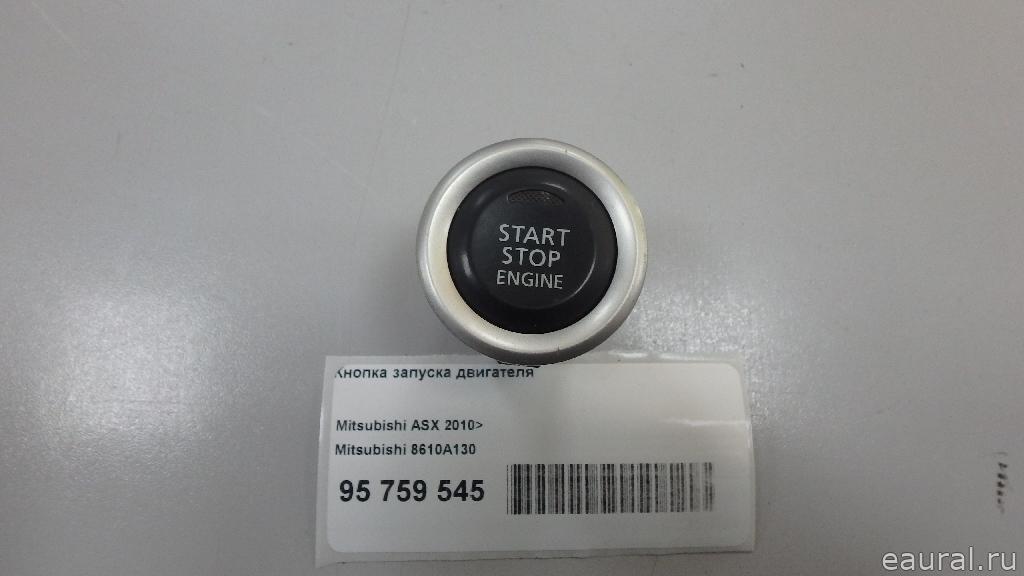 START
STOP
ENGINE
Кнопка запуска двигателя
Mitsubishi ASX 2010>
Mitsubishi 8610A130
95 759 545
eaural.ru